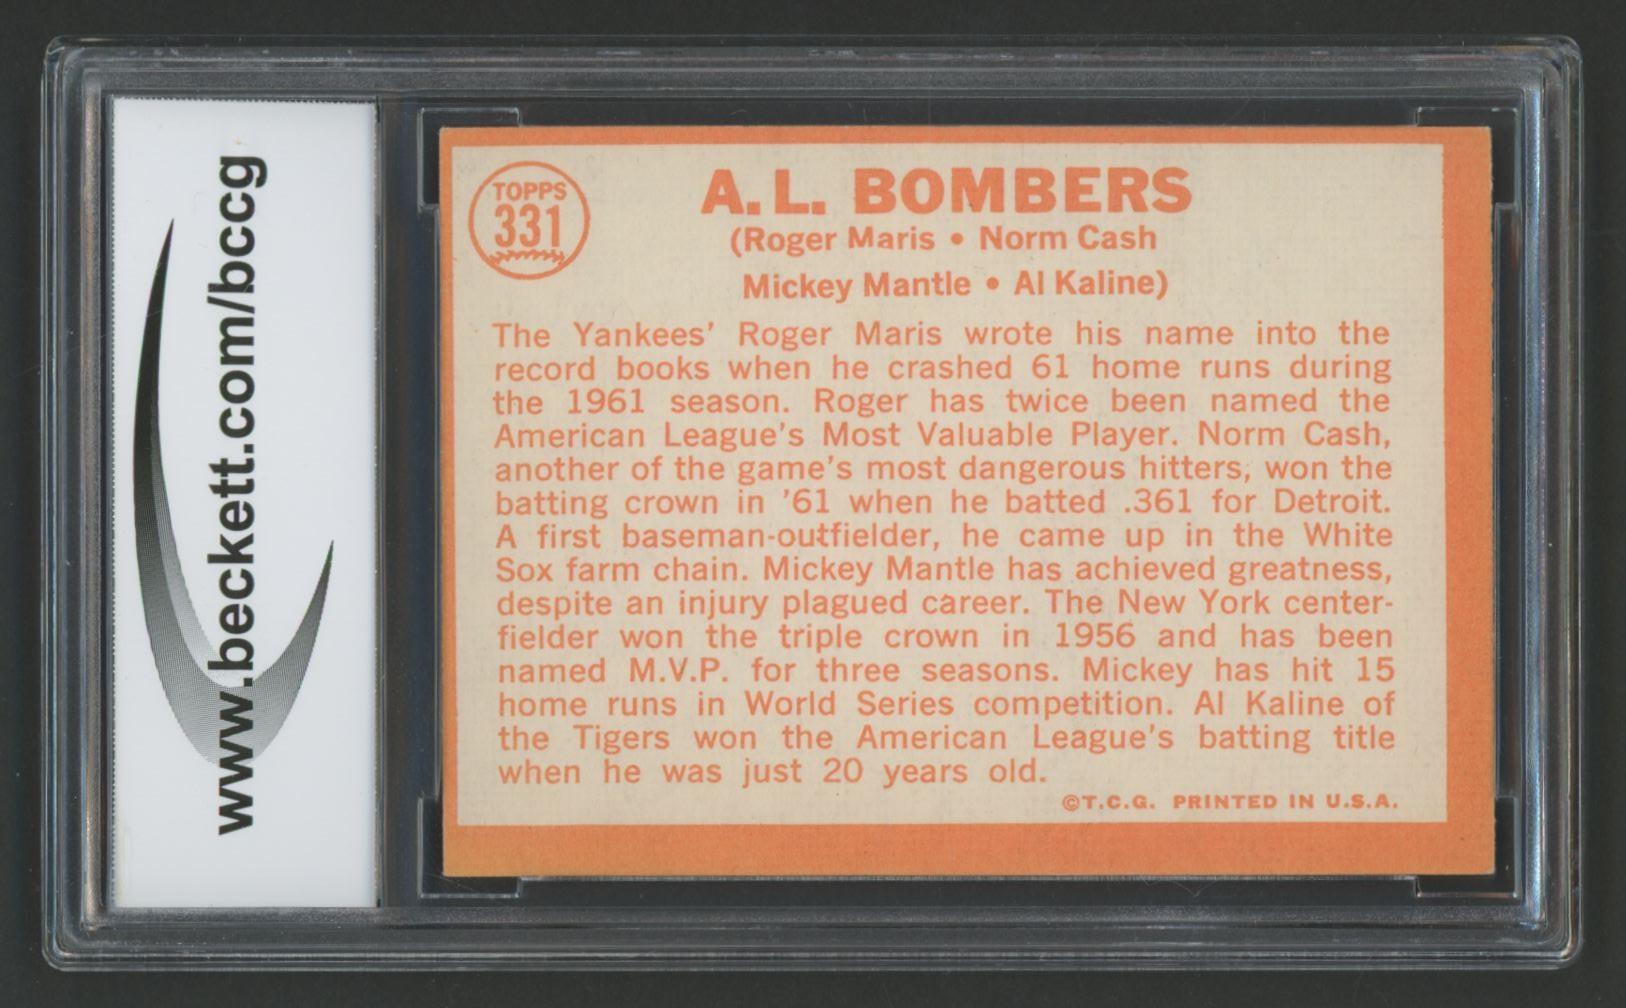 www.beckett.com/bccg
TOPPS
331
A.L. BOMBERS
(Roger Maris • Norm Cash
Mickey Mantle • Al Kaline)
The Yankees' Roger Maris wrote his name into the
record books when he crashed 61 home runs during
the 1961 season. Roger has twice been named the
American League's Most Valuable Player. Norm Cash,
another of the game's most dangerous hitters, won the
batting crown in '61 when he batted .361 for Detroit.
A first baseman-outfielder, he came up in the White
Sox farm chain. Mickey Mantle has achieved greatness,
despite an injury plagued career. The New York center-
fielder won the triple crown in 1956 and has been
named M.V.P. for three seasons. Mickey has hit 15
home runs in World Series competition. Al Kaline of
the Tigers won the American League's batting title
when he was just 20 years old.
©T.C.G. PRINTED IN U.S.A.